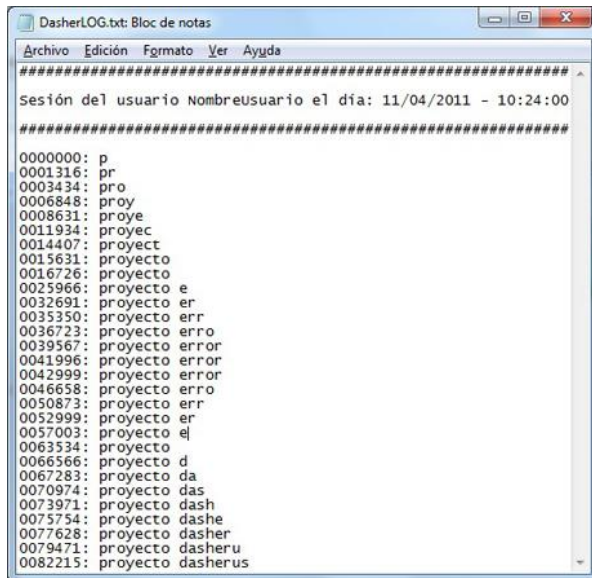 DasherLOG.txt: Bloc de notas
Archivo Edición Formato Ver Ayuda
##############################################################
Sesión del usuario NombreUsuario el día: 11/04/2011 - 10:24:00
##############################################################
0000000: p
0001316: pr
0003434: pro
0006848: proy
0008631: proye
0011934: proyec
0014407: proyect
0015631: proyecto
0016726: proyecto
0025966: proyecto e
0032691: proyecto er
0035350: proyecto err
0036723: proyecto erro
0039567: proyecto error
0041996: proyecto error
0042999: proyecto error
0046658: proyecto erro
0050873: proyecto err
0052999: proyecto er
0057003: proyecto e
0063534: proyecto
0066566: proyecto d
0067283: proyecto da
0070974: proyecto das
0073971: proyecto dash
0075754: proyecto dashe
0077628: proyecto dasher
0079471: proyecto dasheru
0082215: proyecto dasherus